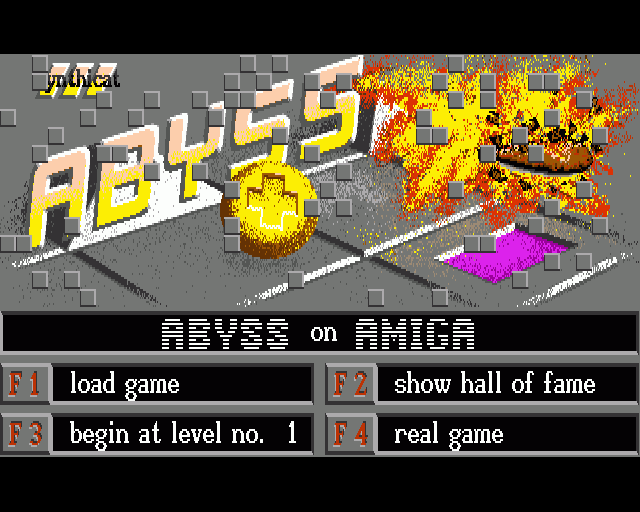 ynthicat
ABYSS
ABYSS on AMIGA
F1 load game
F2 show hall of fame
F3 begin at level no. 1
F4 real game